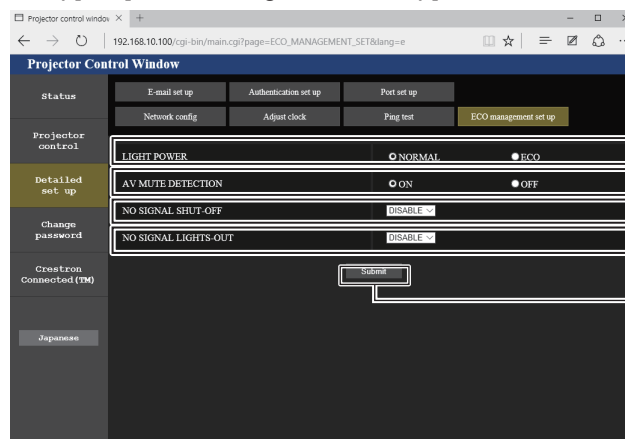 Projector control windov
192.168.10.100/cgi-bin/main.cgi?page=ECO_MANAGEMENT_SET&lang=e
Projector Control Window
Status
E-mail set up
Authentication set up
Port set up
Network config
Adjust clock
Ping test
ECO management set up
Projector
control
LIGHT POWER
NORMAL
ECO
Detailed
set up
AV MUTE DETECTION
ON
OFF
NO SIGNAL SHUT-OFF
DISABLE
Change
password
NO SIGNAL LIGHTS-OUT
DISABLE
Crestron
Connected(TM)
Submit
Japanese